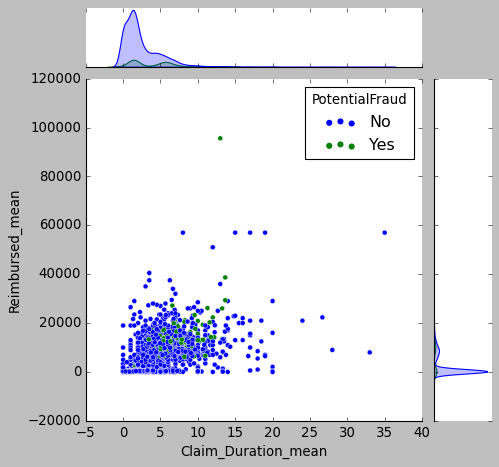 120000
100000
80000
60000
40000
20000
0
−20000
Reimbursed_mean
PotentialFraud
No
Yes
−5 0 5 10 15 20 25 30 35 40
Claim_Duration_mean